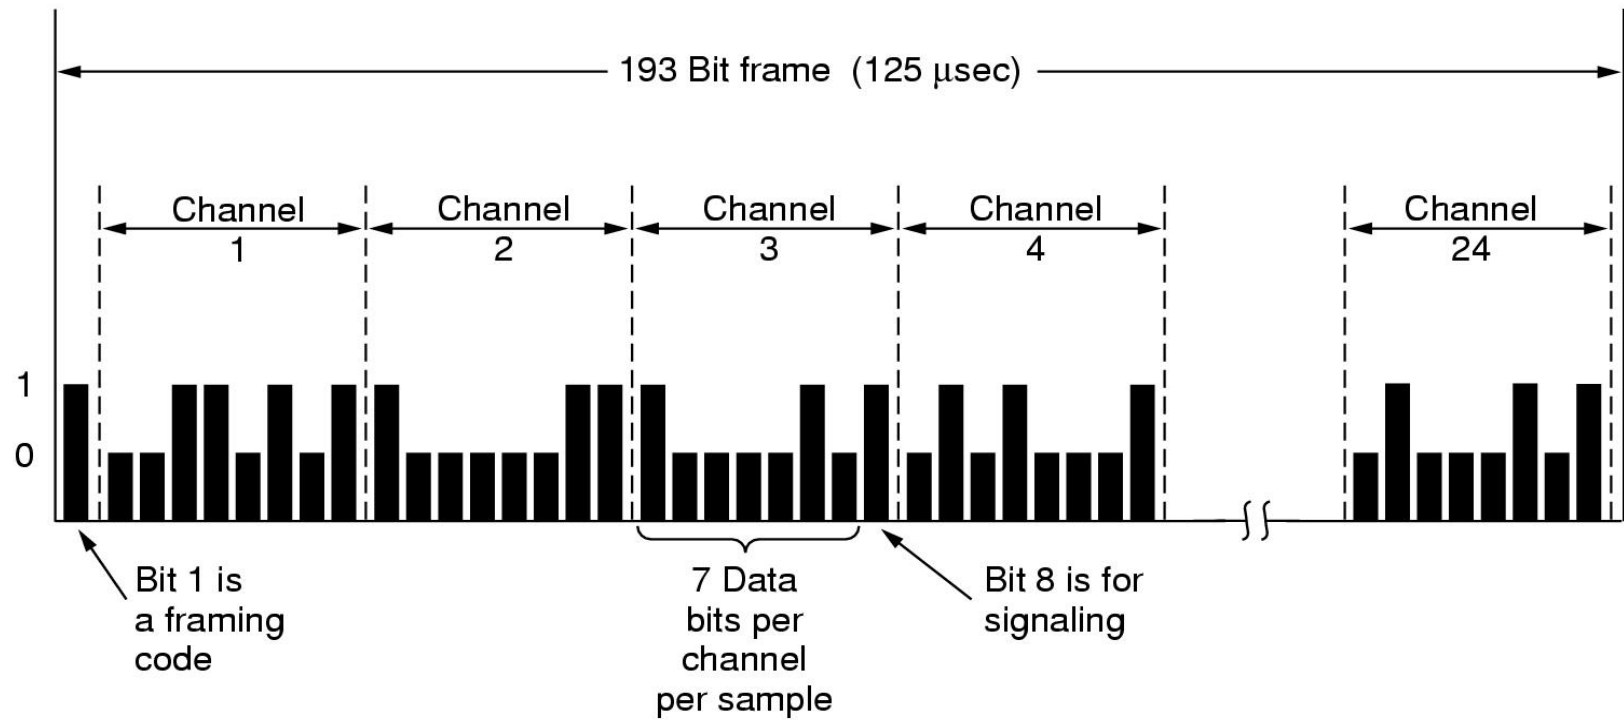 193 Bit frame (125 μsec)
Channel
1
Channel
2
Channel
3
Channel
4
Channel
24
1
0
Bit 1 is
a framing
code
7 Data
bits per
channel
per sample
Bit 8 is for
signaling